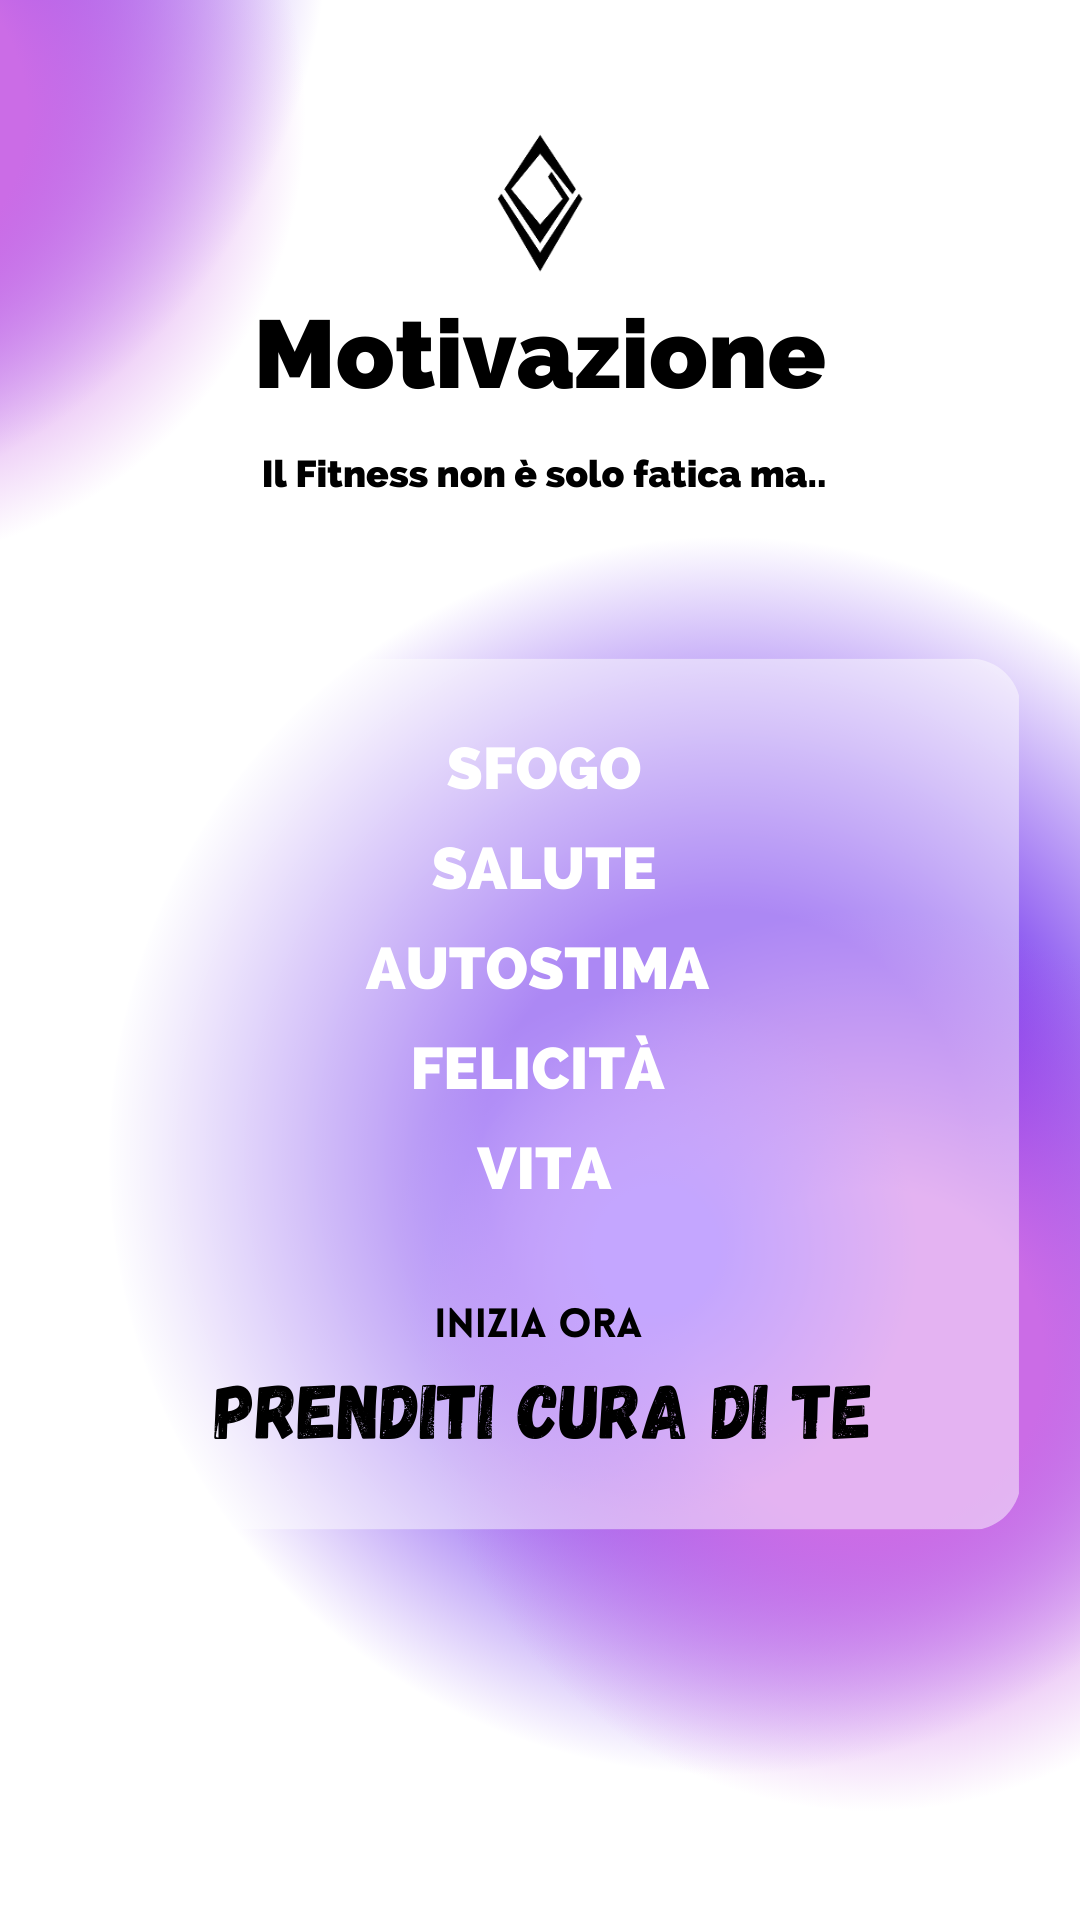 Motivazione
Il Fitness non è solo fatica ma..
SFOGO
SALUTE
AUTOSTIMA
FELICITÀ
VITA
INIZIA ORA
PRENDITI CURA DI TE